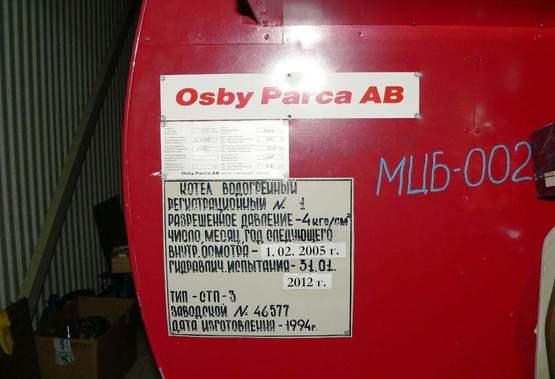 Osby Parca AB
Osby Parca AB
МЦБ-002
КОТЕЛ ВОДОГРЕЙНЫЙ
РЕГИСТРАЦИОННЫЙ № 1
РАЗРЕШЕННОЕ ДАВЛЕНИЕ-4 КГС/СМ²
ЧИСЛО, МЕСЯЦ, ГОД СЛЕДУЮЩЕГО
ВНУТР. ОСМОТРА - 1. 02. 2005 г.
ГИДРАВЛИЧ. ИСПЫТАНИЯ - 31.01.
2012 г.
ТИП - СТП - 3
ЗАВОДСКОЙ № 46577
ДАТА ИЗГОТОВЛЕНИЯ - 1994г.